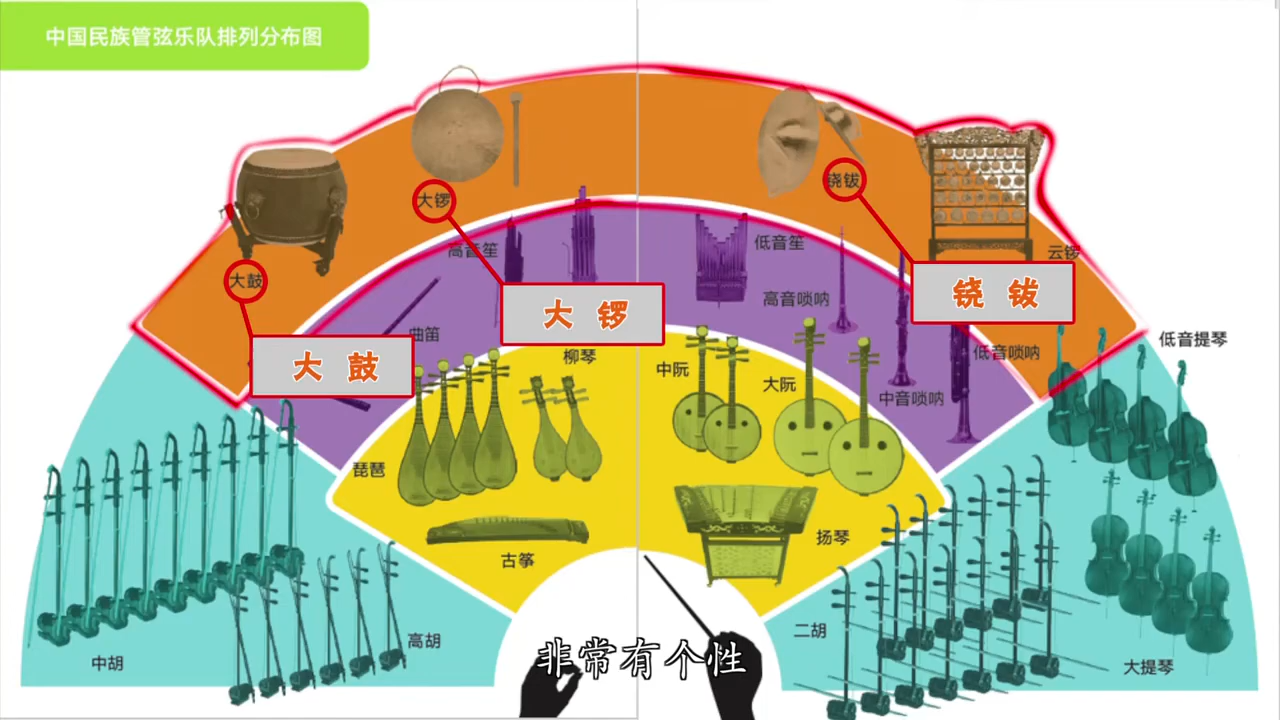 中国民族管弦乐队排列分布图
大锣
铙钹
大鼓
高音笙
低音笙
云锣
大锣
铙钹
高音唢呐
曲笛
大鼓
柳琴
低音唢呐
低音提琴
中阮
大阮
中音唢呐
琵琶
古筝
扬琴
中胡
高胡
二胡
大提琴
非常有个性